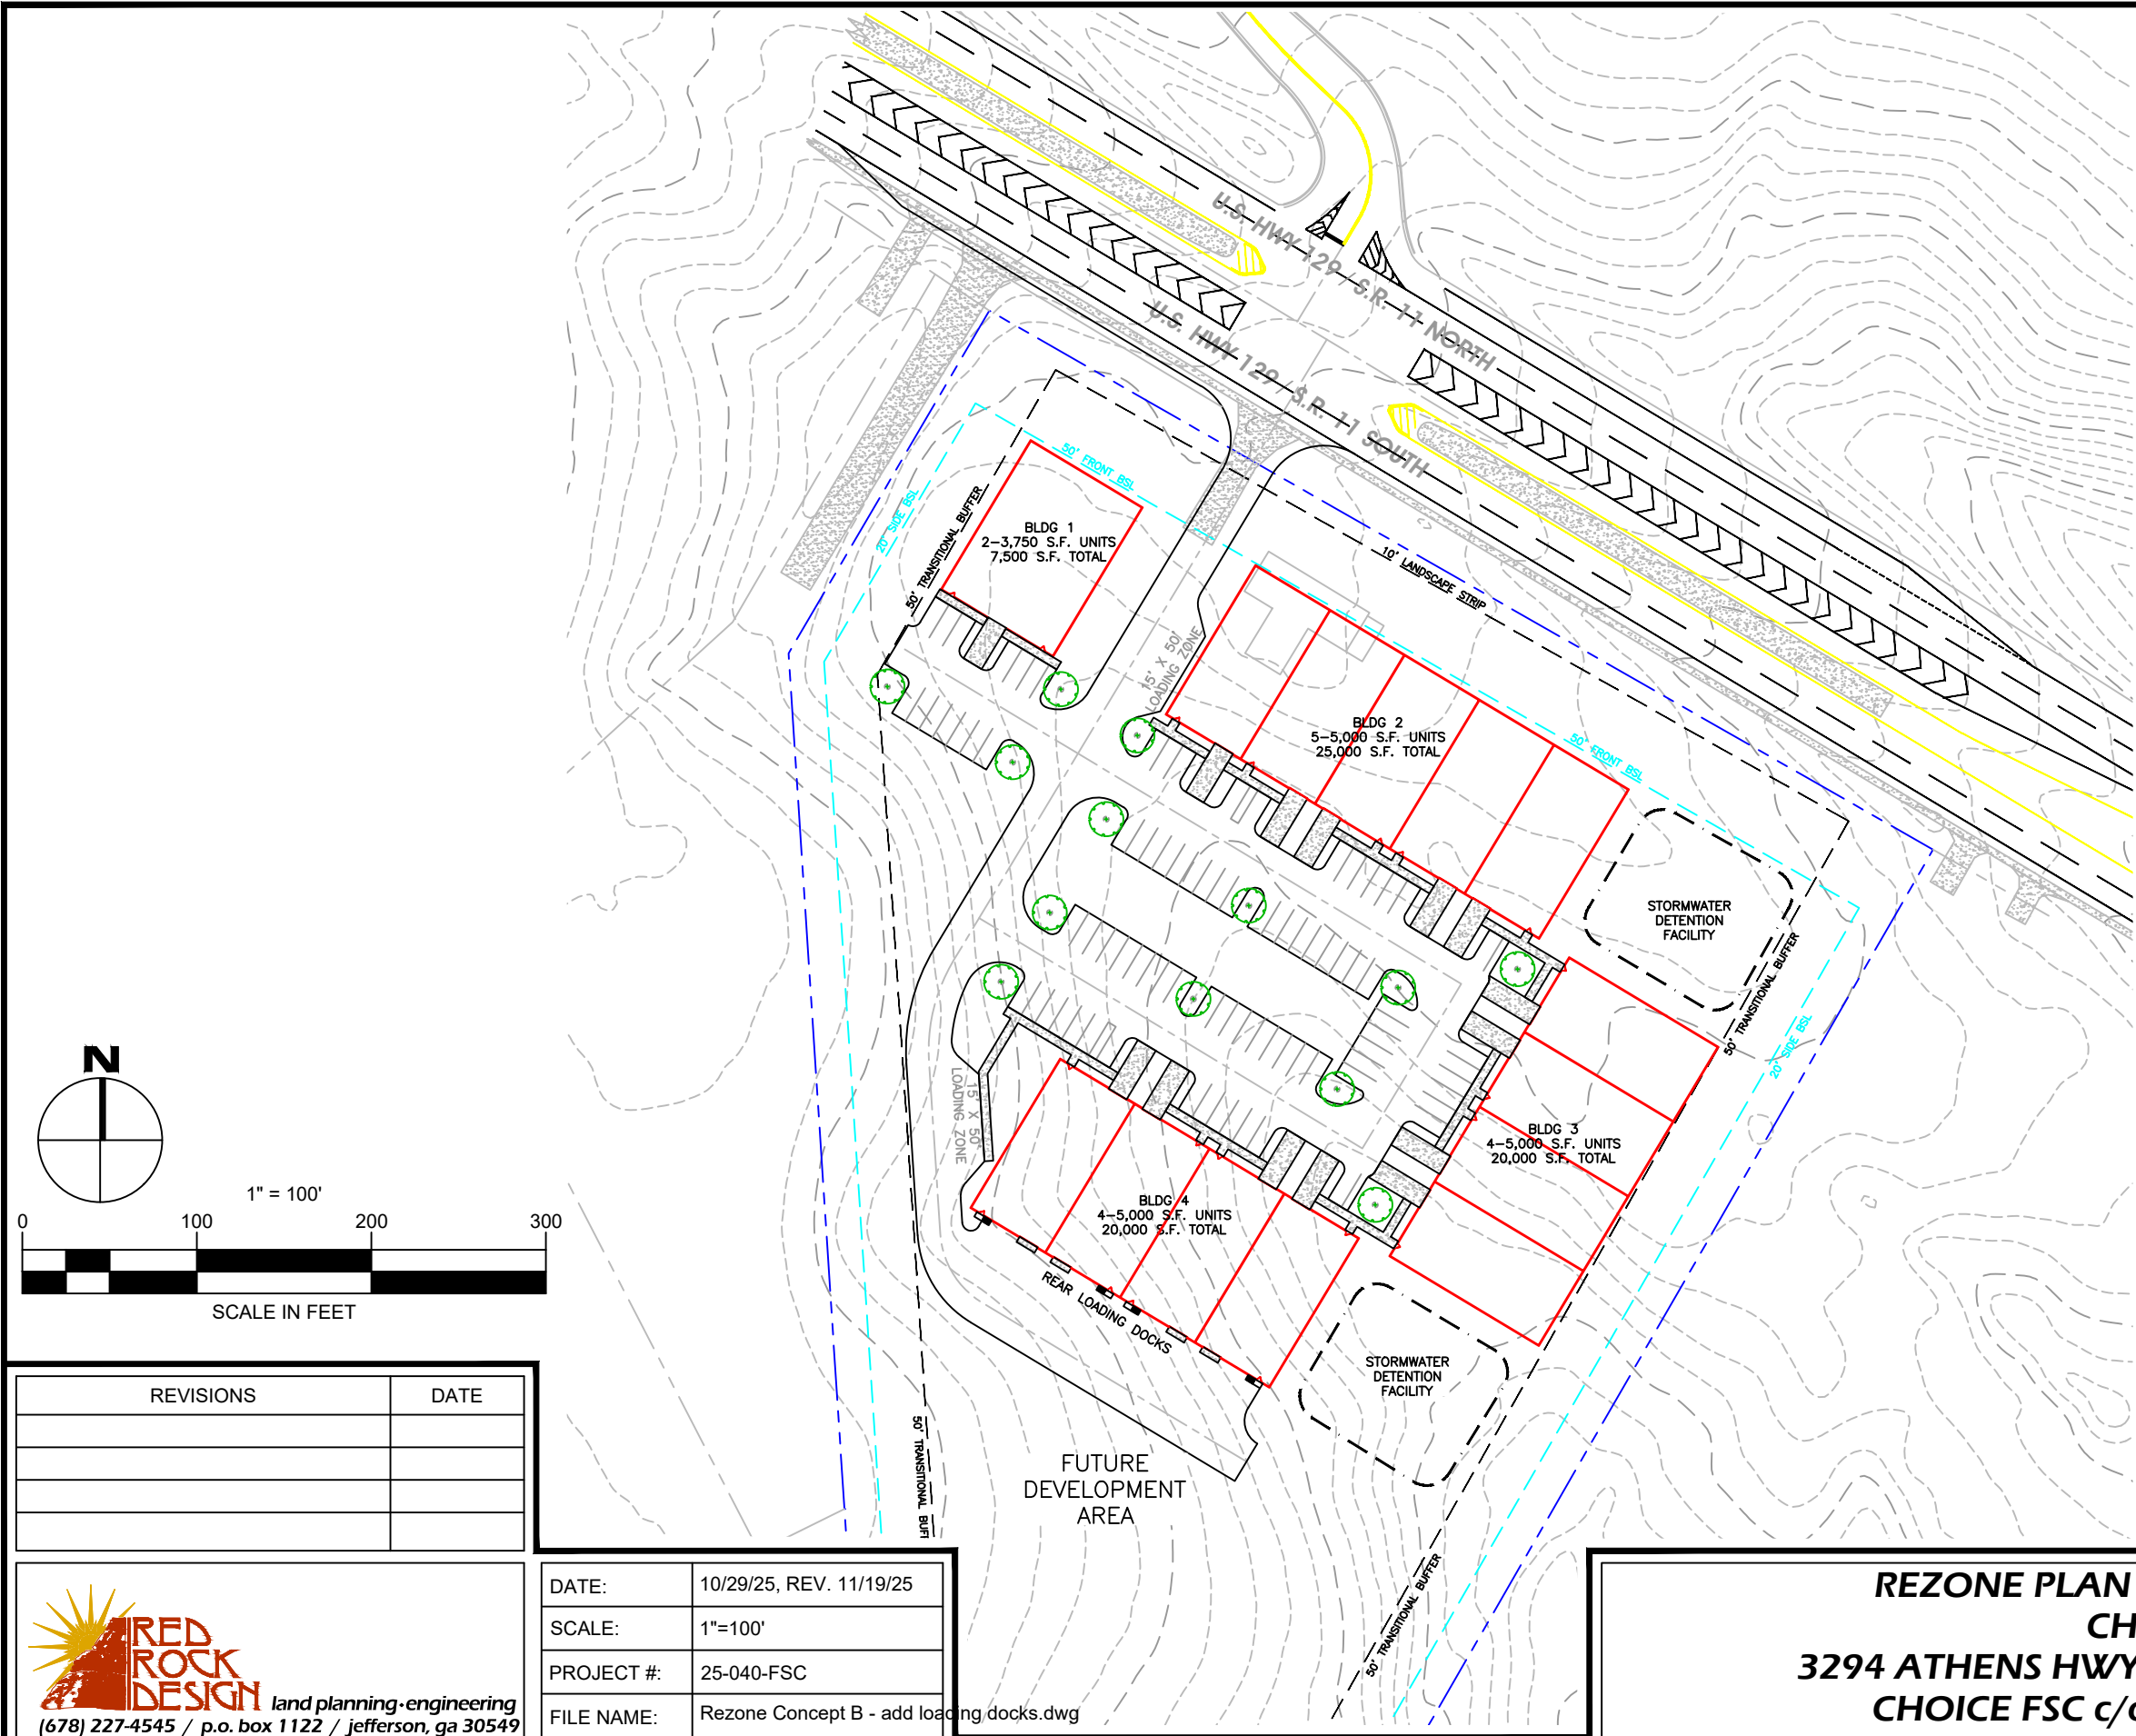 U.S. HWY 129 / S.R. 11 NORTH
U.S. HWY 129 / S.R. 11 SOUTH
50' FRONT BSL
20' SIDE BSL
50' TRANSITIONAL BUFFER
BLDG 1
2-3,750 S.F. UNITS
7,500 S.F. TOTAL
10' LANDSCAPE STRIP
15' X 50'
LOADING ZONE
BLDG 2
5-5,000 S.F. UNITS
25,000 S.F. TOTAL
50' FRONT BSL
STORMWATER
DETENTION
FACILITY
50' TRANSITIONAL BUFFER
20' SIDE BSL
15' X 50'
LOADING ZONE
BLDG 3
4-5,000 S.F. UNITS
20,000 S.F. TOTAL
BLDG 4
4-5,000 S.F. UNITS
20,000 S.F. TOTAL
REAR LOADING DOCKS
STORMWATER
DETENTION
FACILITY
50' TRANSITIONAL BUF
FUTURE
DEVELOPMENT
AREA
50' TRANSITIONAL BUFFER
N
1" = 100'
0 100 200 300
SCALE IN FEET
REVISIONS DATE
RED
ROCK
DESIGN land planning·engineering
(678) 227-4545 / p.o. box 1122 / jefferson, ga 30549
DATE: 10/29/25, REV. 11/19/25
SCALE: 1"=100'
PROJECT #: 25-040-FSC
FILE NAME: Rezone Concept B - add loading docks.dwg
REZONE PLAN
CH
3294 ATHENS HWY
CHOICE FSC c/